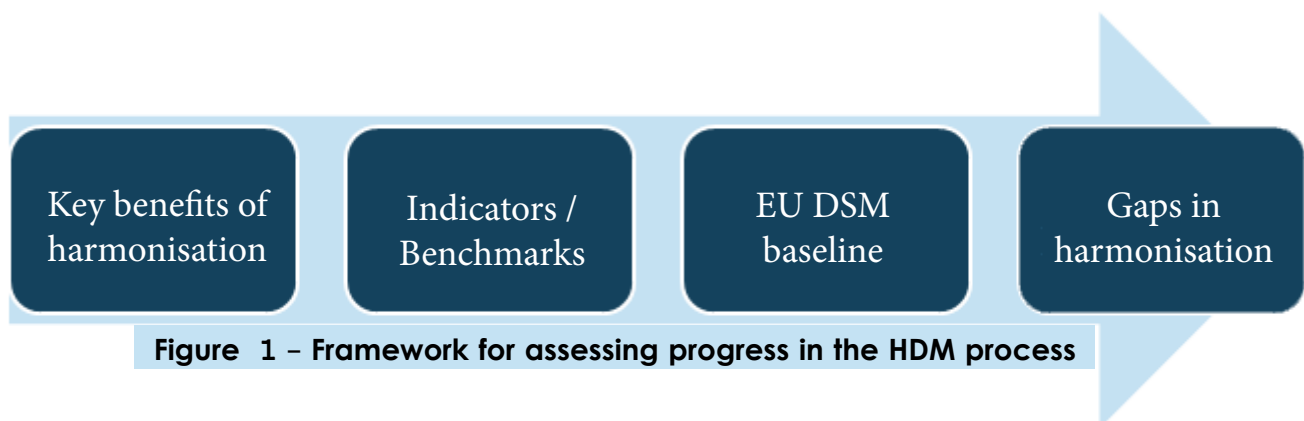 Key benefits of
harmonisation
Indicators /
Benchmarks
EU DSM
baseline
Gaps in
harmonisation
Figure 1 – Framework for assessing progress in the HDM process